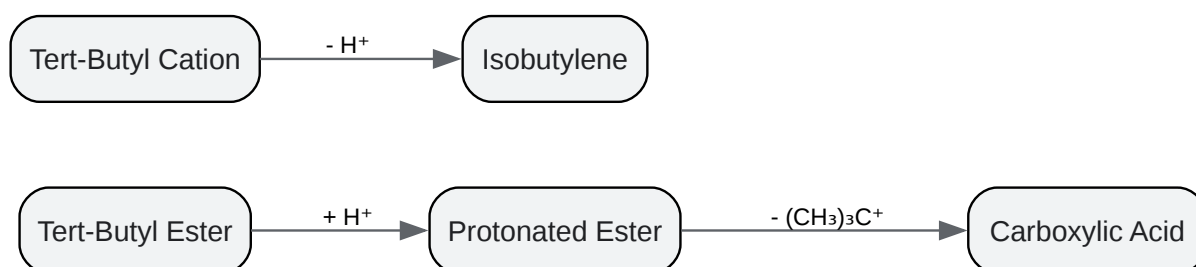 Tert-Butyl Cation
- H⁺
Isobutylene
Tert-Butyl Ester
+ H⁺
Protonated Ester
- (CH₃)₃C⁺
Carboxylic Acid